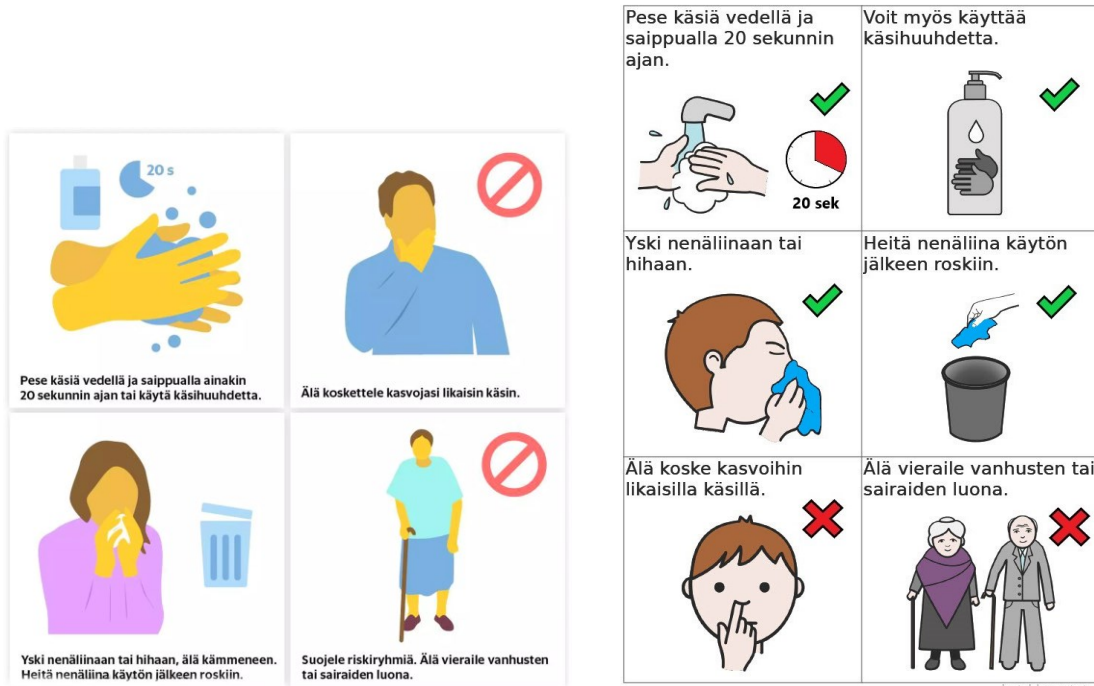 20 s
Pese käsiä vedellä ja saippualla ainakin
20 sekunnin ajan tai käytä käsihuuhdetta.
Älä koskettele kasvojasi likaisin käsin.
Yski nenäliinaan tai hihaan, älä kämmeneen.
Heitä nenäliina käytön jälkeen roskiin.
Suojele riskiryhmiä. Älä vieraile vanhusten
tai sairaiden luona.
Pese käsiä vedellä ja
saippualla 20 sekunnin
ajan.
20 sek
Voit myös käyttää
käsihuuhdetta.
Yski nenäliinaan tai
hihaan.
Heitä nenäliina käytön
jälkeen roskiin.
Älä koske kasvoihin
likaisilla käsillä.
Älä vieraile vanhusten tai
sairaiden luona.